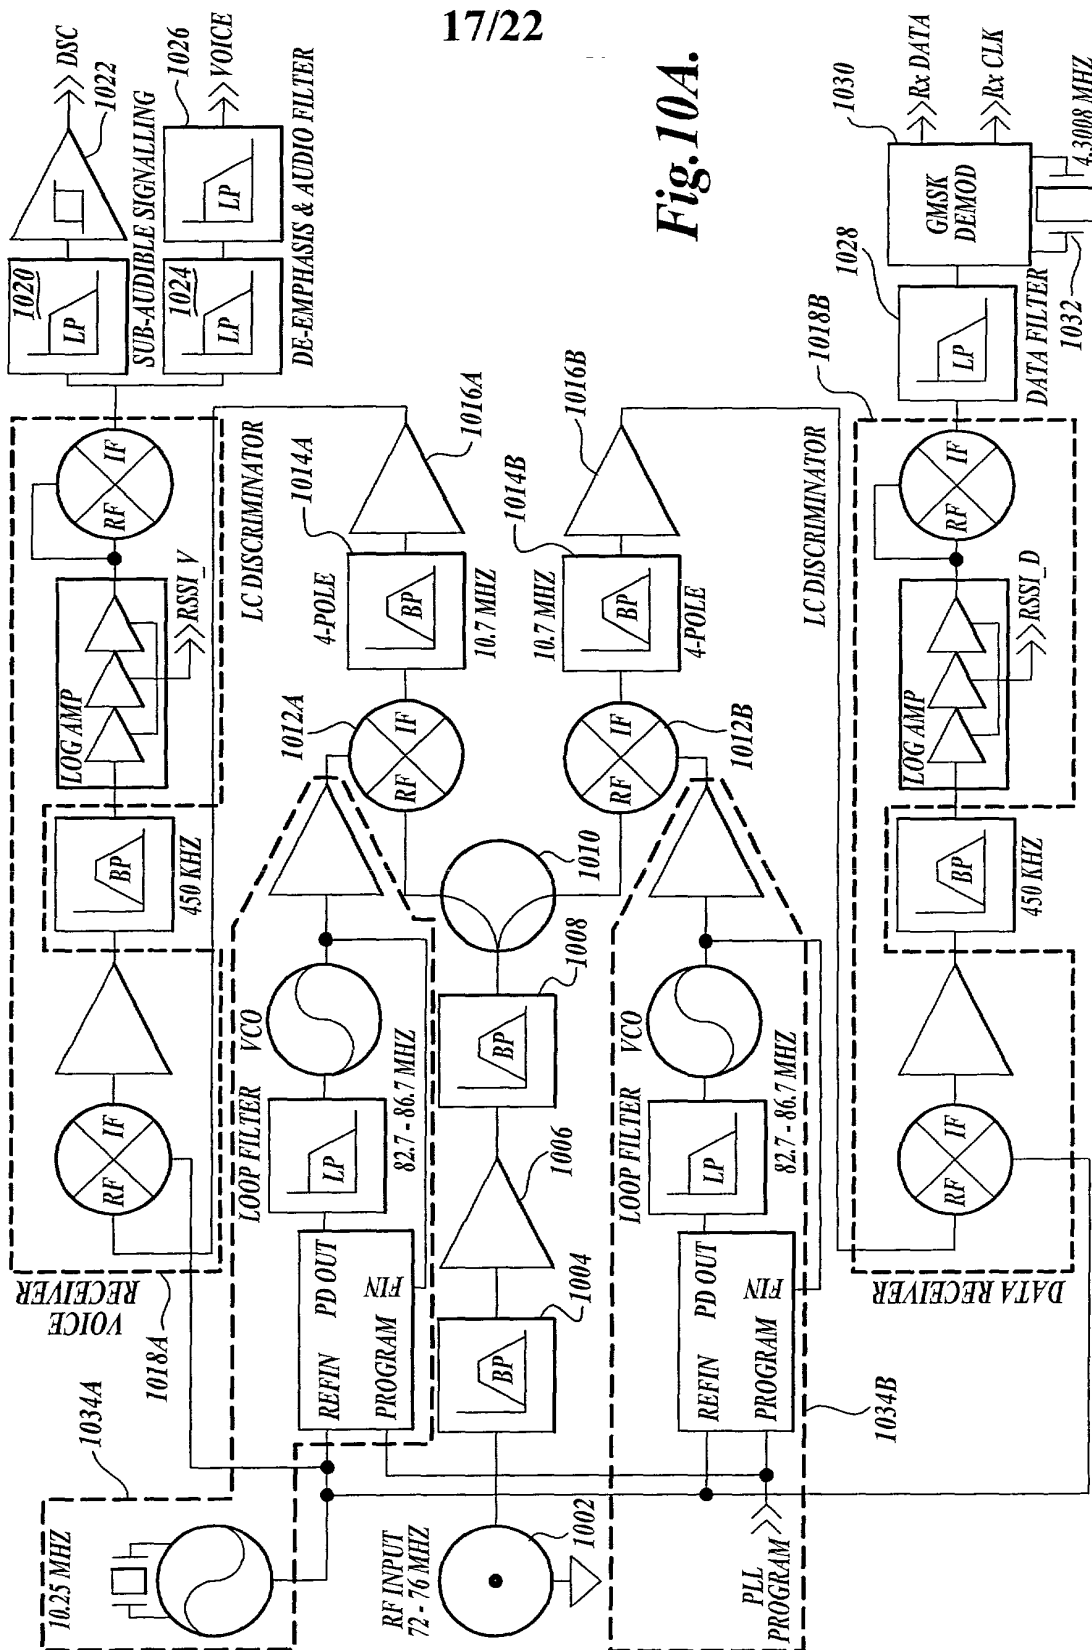 17/22
Fig.10A.
10.25 MHZ
1034A
RF INPUT
72 - 76 MHZ
1002
PLL
PROGRAM
1034B
VOICE
RECEIVER
1018A
RF
IF
BP
450 KHZ
LOG AMP
RSSI_V
RF
IF
LC DISCRIMINATOR
1020
LP
1022
DSC
SUB-AUDIBLE SIGNALLING
1024
LP
1026
LP
VOICE
DE-EMPHASIS & AUDIO FILTER
REFIN
PD OUT
PROGRAM
FIN
LOOP FILTER
LP
VCO
82.7 - 86.7 MHZ
1012A
RF
IF
4-POLE
1014A
BP
10.7 MHZ
1016A
1004
BP
1006
1008
BP
1010
REFIN
PD OUT
PROGRAM
FIN
LOOP FILTER
LP
VCO
82.7 - 86.7 MHZ
1012B
RF
IF
10.7 MHZ
1014B
BP
4-POLE
1016B
DATA RECEIVER
RF
IF
BP
450 KHZ
LOG AMP
RSSI_D
RF
IF
LC DISCRIMINATOR
1018B
1028
LP
DATA FILTER
1030
GMSK
DEMOD
Rx DATA
Rx CLK
1032
4.3008 MHZ